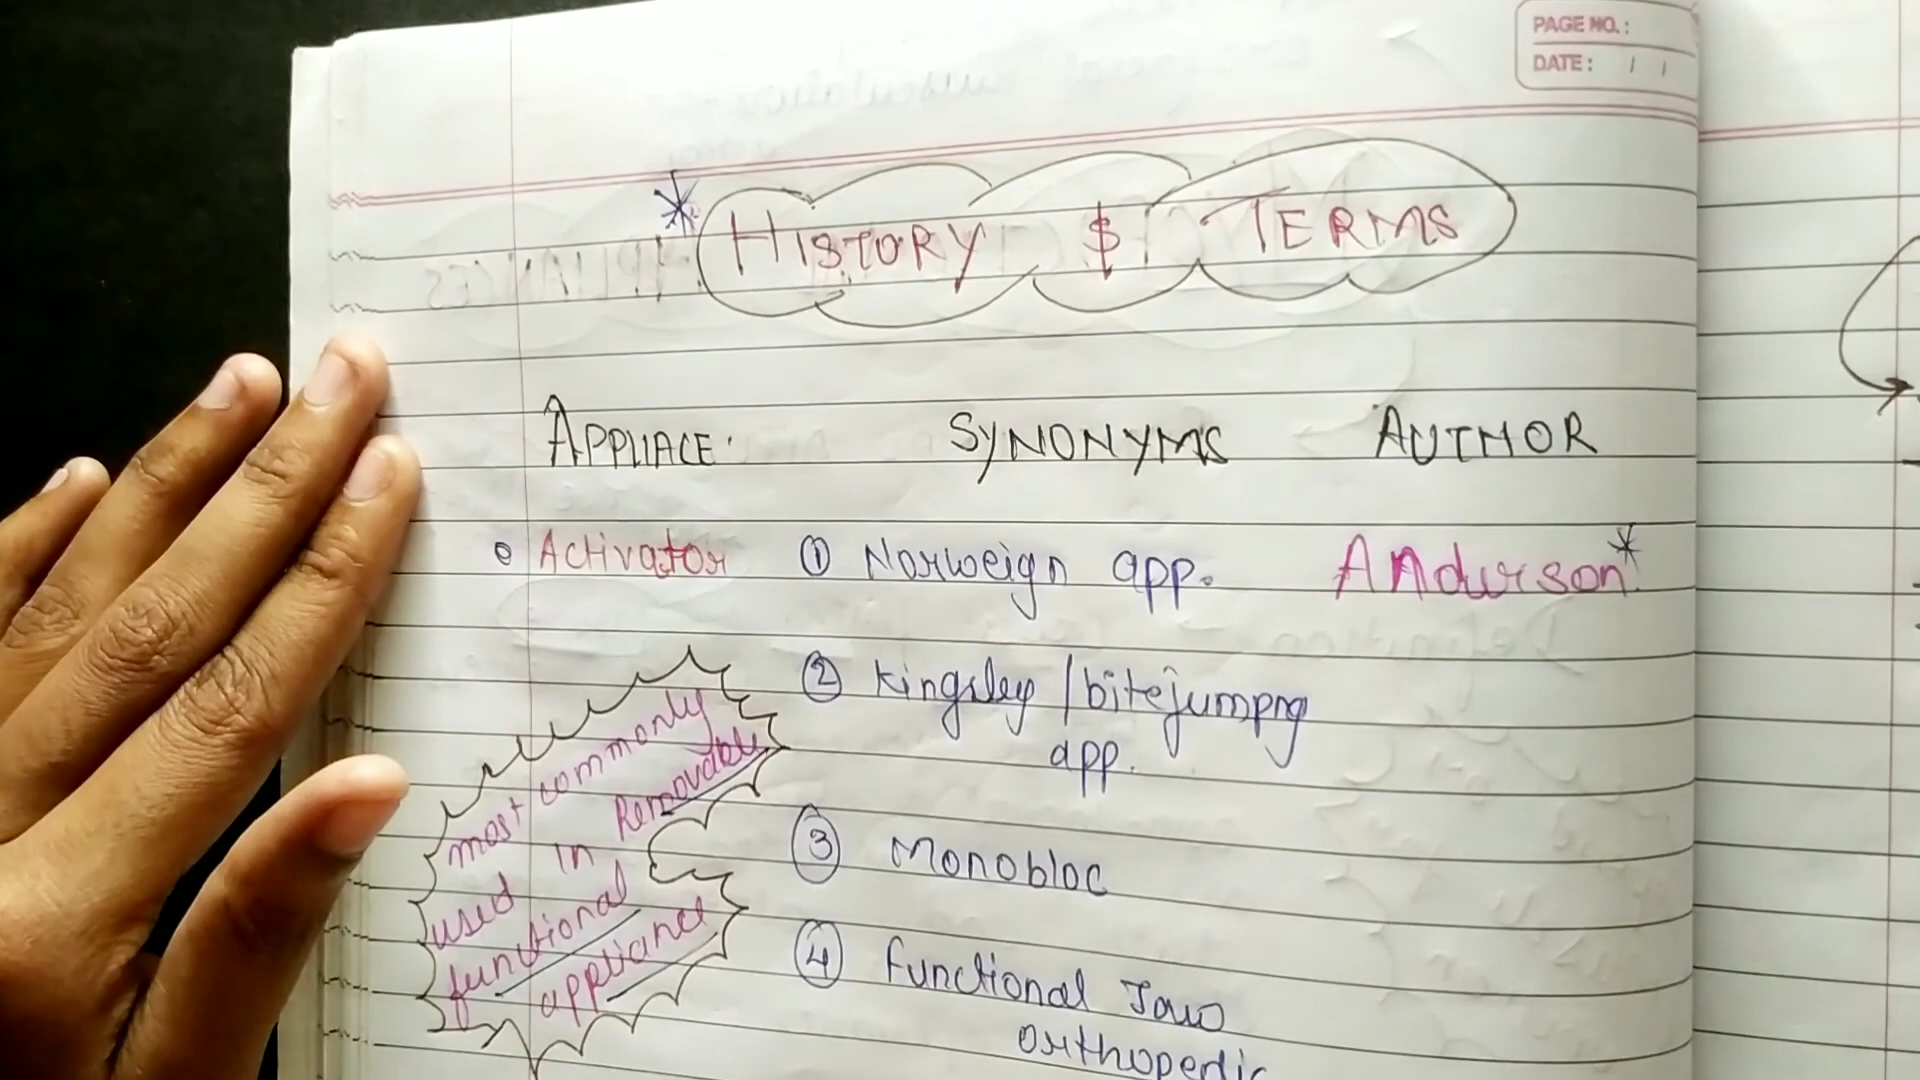 PAGE NO.:
DATE: / /
* HISTORY $ TERMS
APPLIACE: SYNONYMS AUTHOR
Activator ① Norweign app. Andurson*
② Kingsley / bitejumpng
app.
③ Monobloc
④ functional Jaw
orthopedic
most commonly
used in Removable
functional
appliance